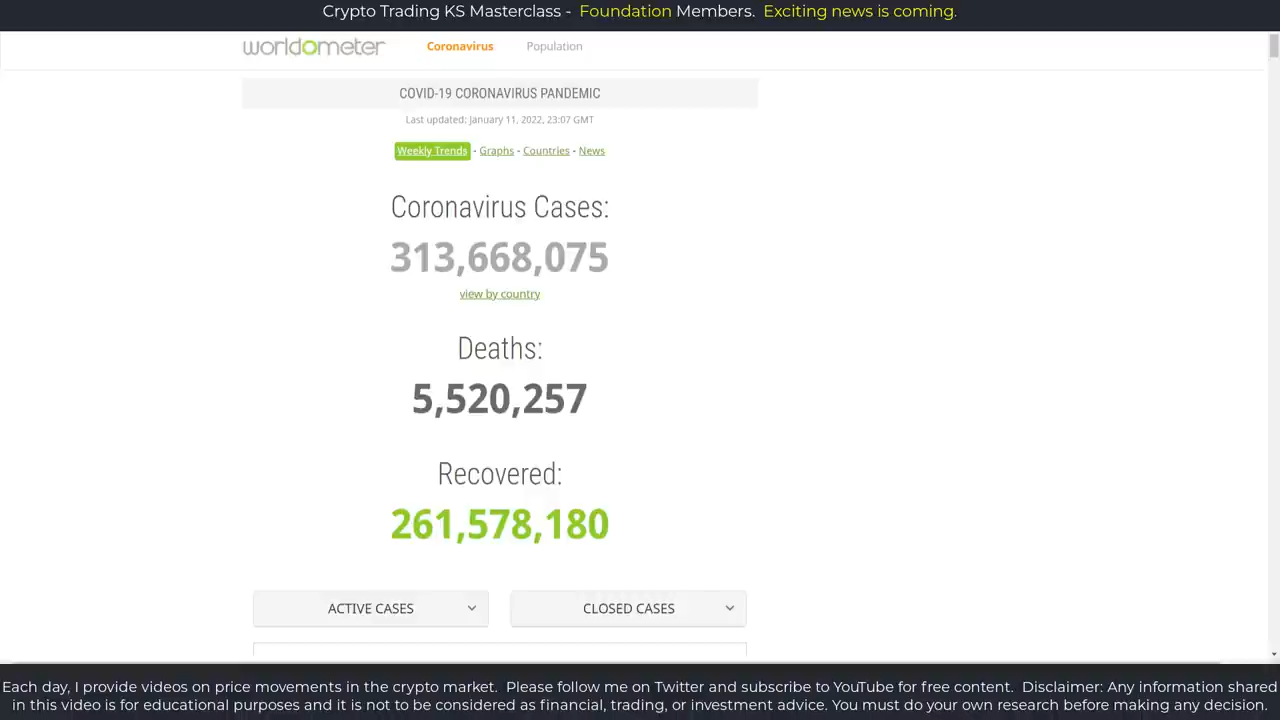 Crypto Trading KS Masterclass - Foundation Members. Exciting news is coming.
worldometer Coronavirus Population
COVID-19 CORONAVIRUS PANDEMIC
Last updated: January 11, 2022, 23:07 GMT
Weekly Trends - Graphs - Countries - News
Coronavirus Cases:
313,668,075
view by country
Deaths:
5,520,257
Recovered:
261,578,180
ACTIVE CASES CLOSED CASES
Each day, I provide videos on price movements in the crypto market. Please follow me on Twitter and subscribe to YouTube for free content. Disclaimer: Any information shared
in this video is for educational purposes and it is not to be considered as financial, trading, or investment advice. You must do your own research before making any decision.